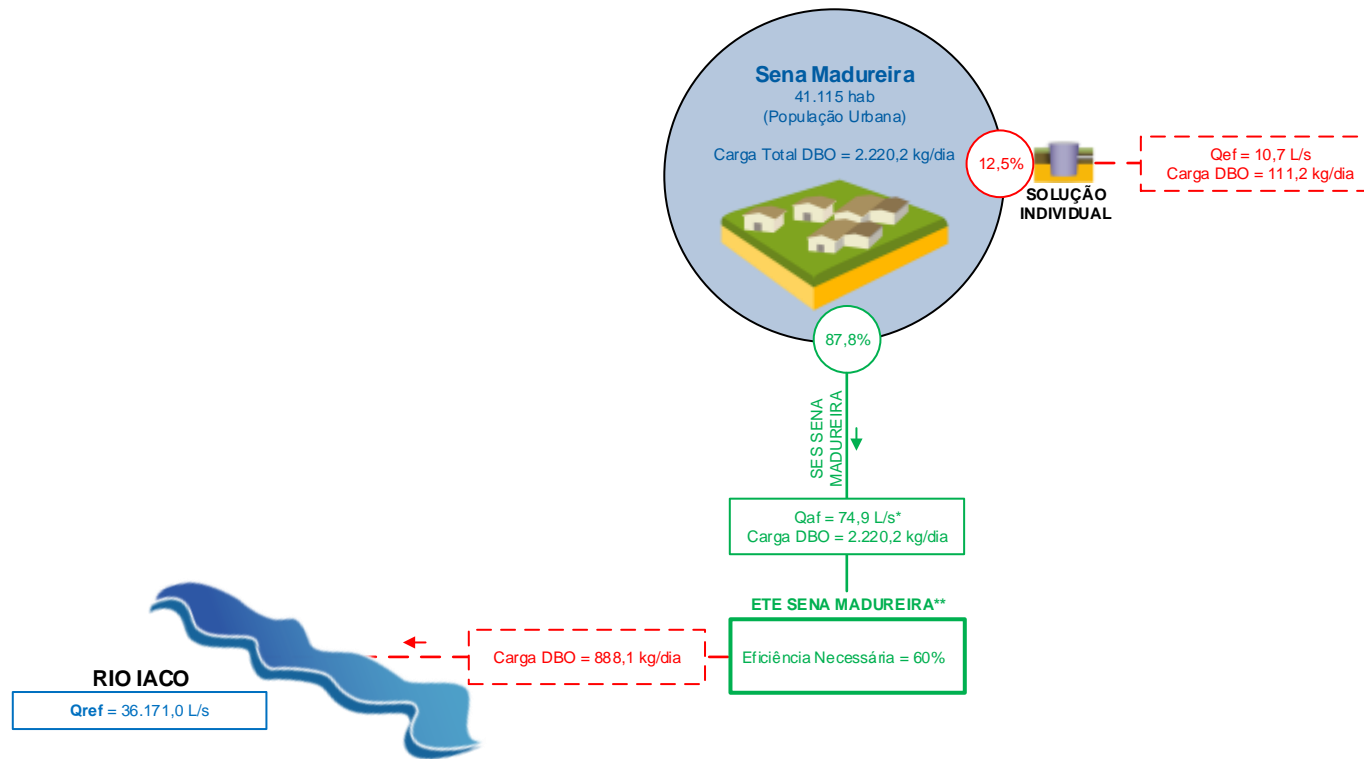 Sena Madureira
41.115 hab
(População Urbana)
Carga Total DBO = 2.220,2 kg/dia
12,5%
SOLUÇÃO
INDIVIDUAL
Qef = 10,7 L/s
Carga DBO = 111,2 kg/dia
87,8%
SES SENA
MADUREIRA
Qaf = 74,9 L/s*
Carga DBO = 2.220,2 kg/dia
ETE SENA MADUREIRA**
Eficiência Necessária = 60%
Carga DBO = 888,1 kg/dia
RIO IACO
Qref = 36.171,0 L/s